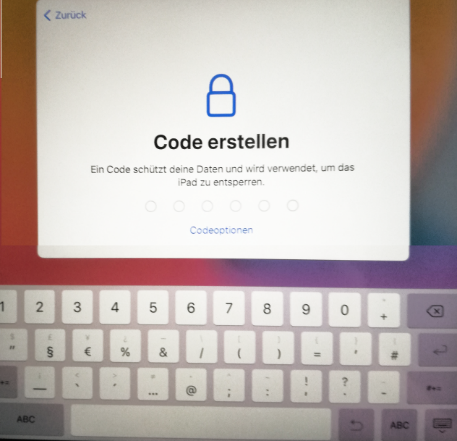 Zurück
Code erstellen
Ein Code schützt deine Daten und wird verwendet, um das
iPad zu entsperren.
Codeoptionen
1 2 3 4 5 6 7 8 9 0 +
" § € % & / ( ) = ' #
— ` ´ ... @ ; : ! ? -
ABC ABC